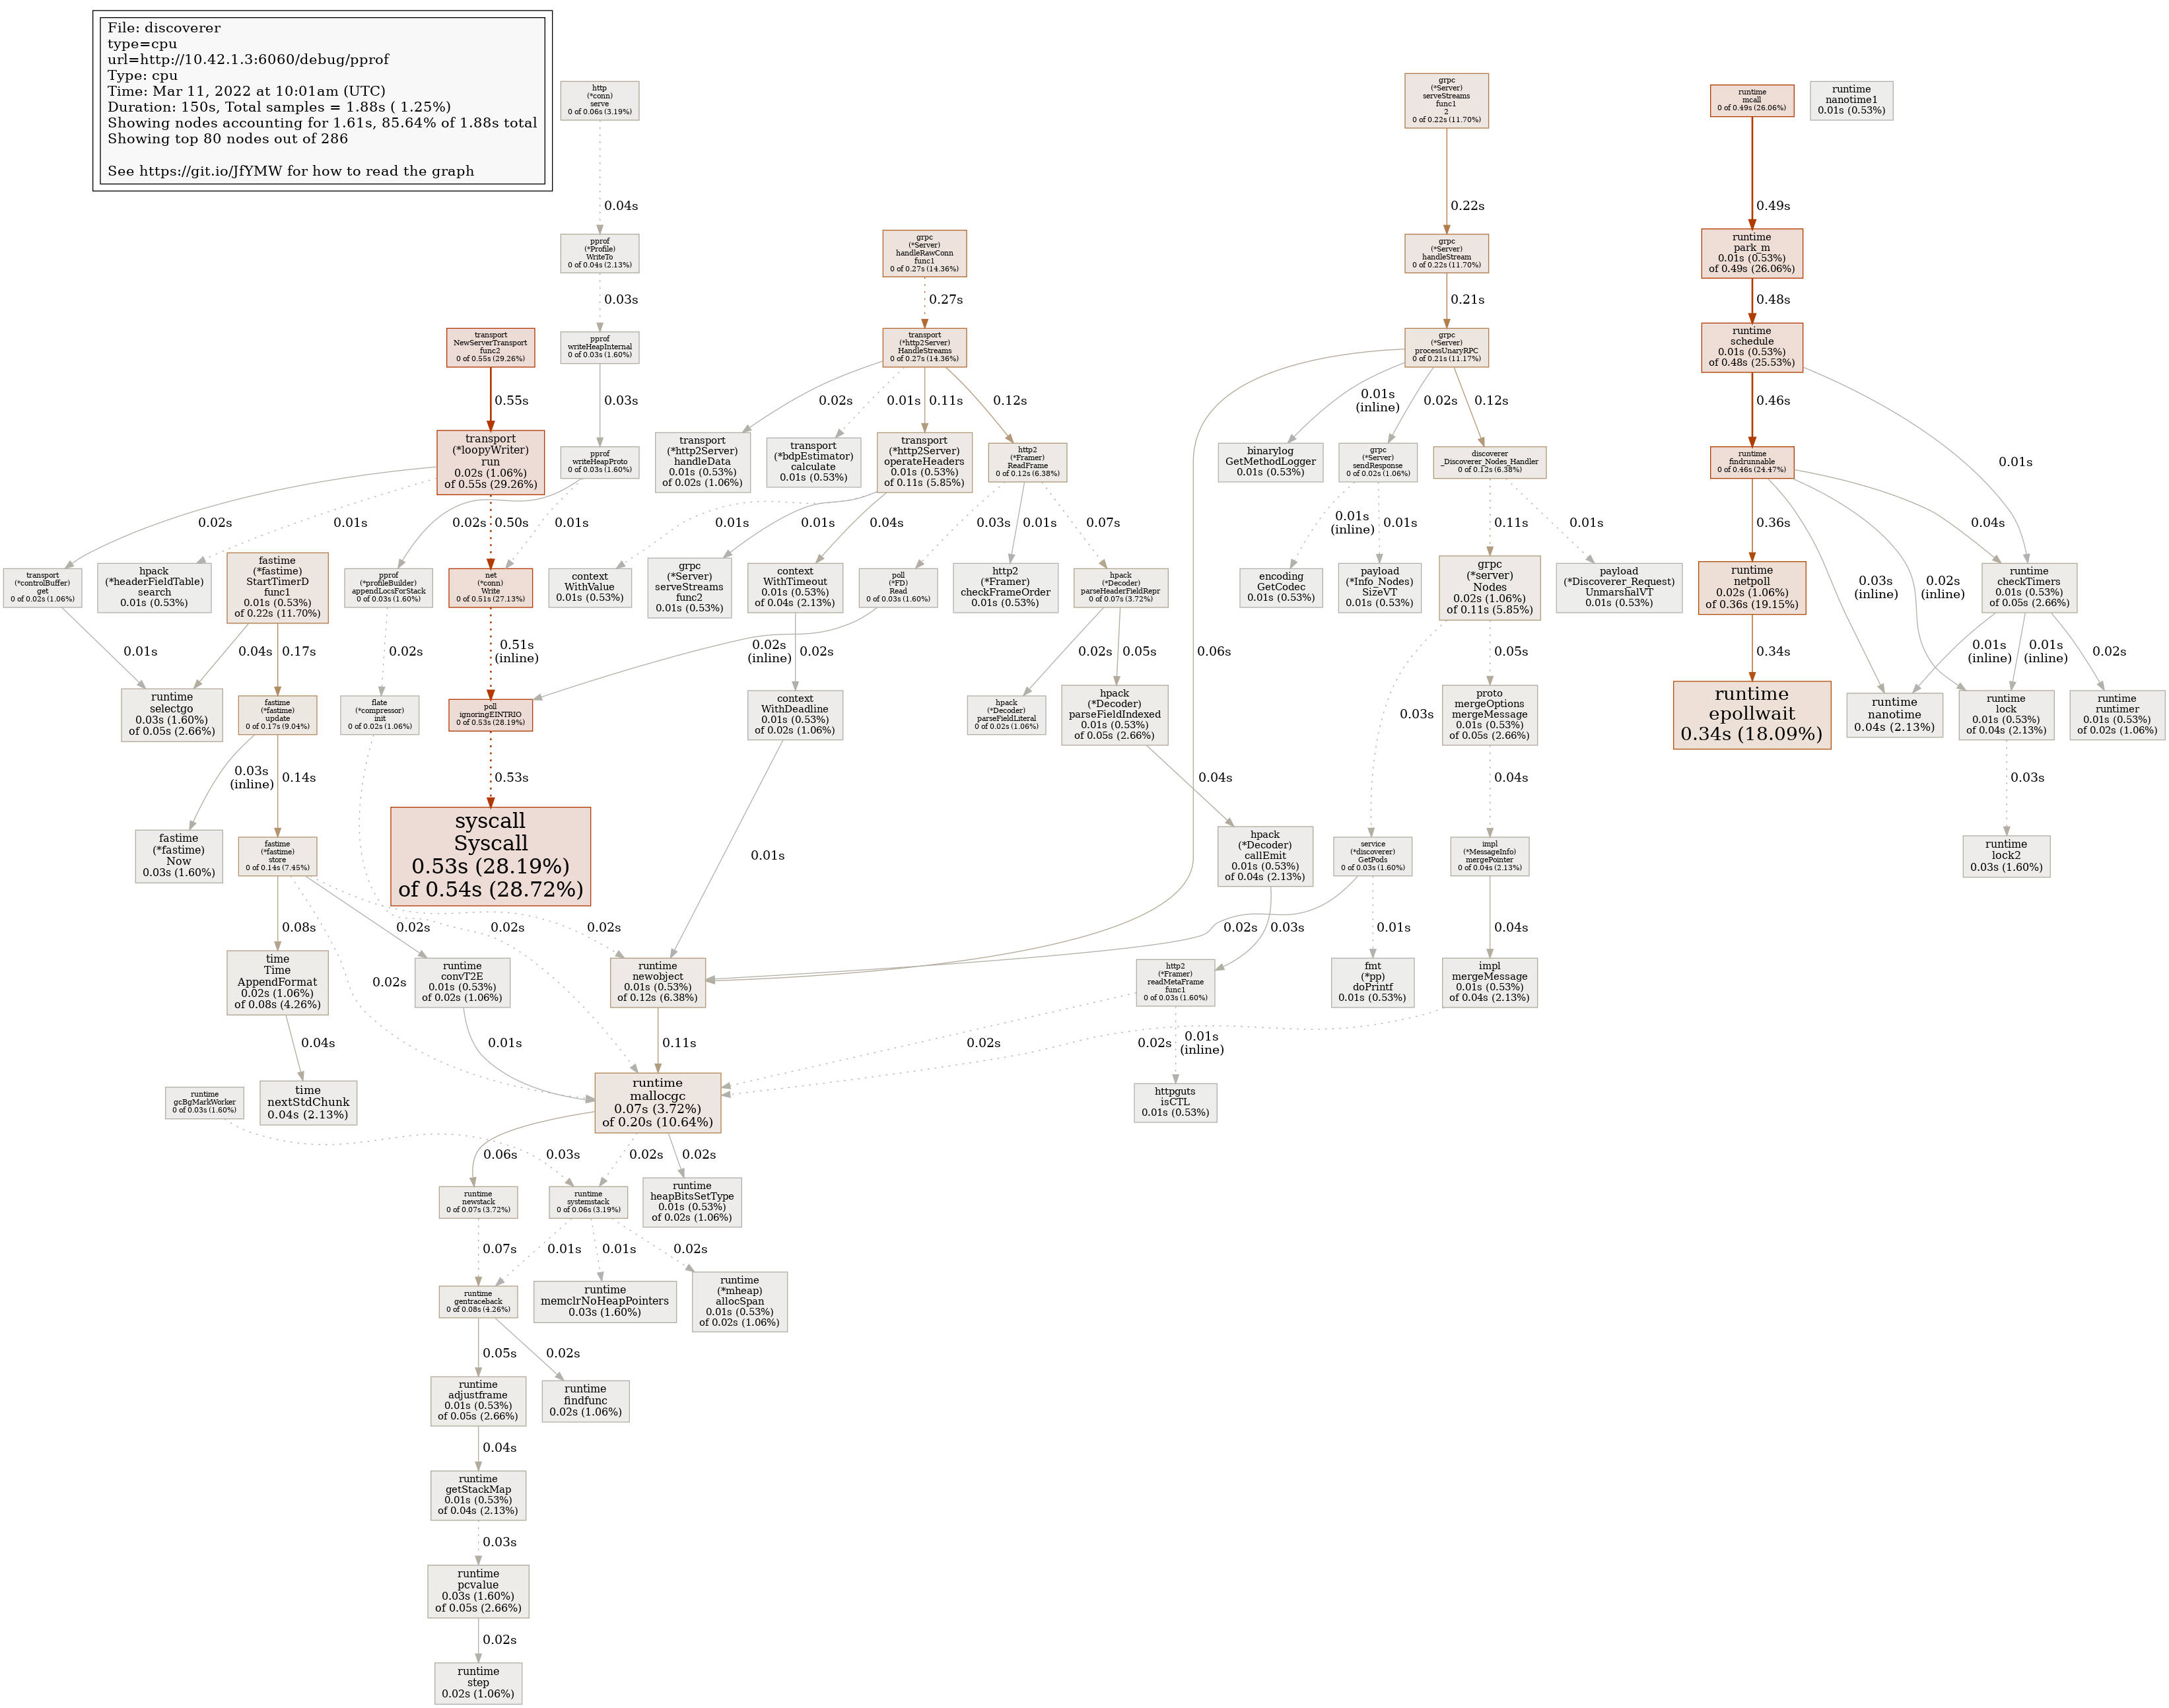 File: discoverer
type=cpu
url=http://10.42.1.3:6060/debug/pprof
Type: cpu
Time: Mar 11, 2022 at 10:01am (UTC)
Duration: 150s, Total samples = 1.88s ( 1.25%)
Showing nodes accounting for 1.61s, 85.64% of 1.88s total
Showing top 80 nodes out of 286
See https://git.io/JfYMW for how to read the graph
http
(*conn)
serve
0 of 0.06s (3.19%)
grpc
(*Server)
serveStreams
func1
2
0 of 0.22s (11.70%)
runtime
mcall
0 of 0.49s (26.06%)
runtime
nanotime1
0.01s (0.53%)
0.04s
0.22s
0.49s
pprof
(*Profile)
WriteTo
0 of 0.04s (2.13%)
grpc
(*Server)
handleRawConn
func1
0 of 0.27s (14.36%)
grpc
(*Server)
handleStream
0 of 0.22s (11.70%)
runtime
park_m
0.01s (0.53%)
of 0.49s (26.06%)
0.03s
0.27s
0.21s
0.48s
transport
NewServerTransport
func2
0 of 0.55s (29.26%)
pprof
writeHeapInternal
0 of 0.03s (1.60%)
transport
(*http2Server)
HandleStreams
0 of 0.27s (14.36%)
grpc
(*Server)
processUnaryRPC
0 of 0.21s (11.17%)
runtime
schedule
0.01s (0.53%)
of 0.48s (25.53%)
0.55s
0.03s
0.02s
0.01s
0.11s
0.12s
0.01s
(inline)
0.02s
0.12s
0.46s
0.01s
transport
(*loopyWriter)
run
0.02s (1.06%)
of 0.55s (29.26%)
pprof
writeHeapProto
0 of 0.03s (1.60%)
transport
(*http2Server)
handleData
0.01s (0.53%)
of 0.02s (1.06%)
transport
(*bdpEstimator)
calculate
0.01s (0.53%)
transport
(*http2Server)
operateHeaders
0.01s (0.53%)
of 0.11s (5.85%)
http2
(*Framer)
ReadFrame
0 of 0.12s (6.38%)
binarylog
GetMethodLogger
0.01s (0.53%)
grpc
(*Server)
sendResponse
0 of 0.02s (1.06%)
discoverer
_Discoverer_Nodes_Handler
0 of 0.12s (6.38%)
runtime
findrunnable
0 of 0.46s (24.47%)
0.02s
0.01s
0.50s
0.02s
0.01s
0.01s
0.01s
0.04s
0.03s
0.01s
0.07s
0.01s
(inline)
0.01s
0.11s
0.01s
0.36s
0.03s
(inline)
0.02s
(inline)
0.04s
transport
(*controlBuffer)
get
0 of 0.02s (1.06%)
hpack
(*headerFieldTable)
search
0.01s (0.53%)
fastime
(*fastime)
StartTimerD
func1
0.01s (0.53%)
of 0.22s (11.70%)
pprof
(*profileBuilder)
appendLocsForStack
0 of 0.03s (1.60%)
net
(*conn)
Write
0 of 0.51s (27.13%)
context
WithValue
0.01s (0.53%)
grpc
(*Server)
serveStreams
func2
0.01s (0.53%)
context
WithTimeout
0.01s (0.53%)
of 0.04s (2.13%)
poll
(*FD)
Read
0 of 0.03s (1.60%)
http2
(*Framer)
checkFrameOrder
0.01s (0.53%)
hpack
(*Decoder)
parseHeaderFieldRepr
0 of 0.07s (3.72%)
encoding
GetCodec
0.01s (0.53%)
payload
(*Info_Nodes)
SizeVT
0.01s (0.53%)
grpc
(*server)
Nodes
0.02s (1.06%)
of 0.11s (5.85%)
payload
(*Discoverer_Request)
UnmarshalVT
0.01s (0.53%)
runtime
netpoll
0.02s (1.06%)
of 0.36s (19.15%)
runtime
checkTimers
0.01s (0.53%)
of 0.05s (2.66%)
0.01s
0.04s
0.17s
0.02s
0.51s
(inline)
0.02s
(inline)
0.02s
0.02s
0.05s
0.06s
0.03s
0.05s
0.34s
0.01s
(inline)
0.01s
(inline)
0.02s
runtime
selectgo
0.03s (1.60%)
of 0.05s (2.66%)
fastime
(*fastime)
update
0 of 0.17s (9.04%)
flate
(*compressor)
init
0 of 0.02s (1.06%)
poll
ignoringEINTRIO
0 of 0.53s (28.19%)
context
WithDeadline
0.01s (0.53%)
of 0.02s (1.06%)
hpack
(*Decoder)
parseFieldLiteral
0 of 0.02s (1.06%)
hpack
(*Decoder)
parseFieldIndexed
0.01s (0.53%)
of 0.05s (2.66%)
proto
mergeOptions
mergeMessage
0.01s (0.53%)
of 0.05s (2.66%)
runtime
epollwait
0.34s (18.09%)
runtime
nanotime
0.04s (2.13%)
runtime
lock
0.01s (0.53%)
of 0.04s (2.13%)
runtime
runtimer
0.01s (0.53%)
of 0.02s (1.06%)
0.03s
(inline)
0.14s
0.53s
0.04s
0.04s
0.03s
fastime
(*fastime)
Now
0.03s (1.60%)
fastime
(*fastime)
store
0 of 0.14s (7.45%)
syscall
Syscall
0.53s (28.19%)
of 0.54s (28.72%)
0.01s
hpack
(*Decoder)
callEmit
0.01s (0.53%)
of 0.04s (2.13%)
service
(*discoverer)
GetPods
0 of 0.03s (1.60%)
impl
(*MessageInfo)
mergePointer
0 of 0.04s (2.13%)
runtime
lock2
0.03s (1.60%)
0.08s
0.02s
0.02s
0.02s
0.02s
0.03s
0.01s
0.04s
time
Time
AppendFormat
0.02s (1.06%)
of 0.08s (4.26%)
0.02s
runtime
convT2E
0.01s (0.53%)
of 0.02s (1.06%)
runtime
newobject
0.01s (0.53%)
of 0.12s (6.38%)
http2
(*Framer)
readMetaFrame
func1
0 of 0.03s (1.60%)
fmt
(*pp)
doPrintf
0.01s (0.53%)
impl
mergeMessage
0.01s (0.53%)
of 0.04s (2.13%)
0.04s
0.01s
0.11s
0.02s
0.02s
0.01s
(inline)
runtime
gcBgMarkWorker
0 of 0.03s (1.60%)
time
nextStdChunk
0.04s (2.13%)
runtime
mallocgc
0.07s (3.72%)
of 0.20s (10.64%)
httpguts
isCTL
0.01s (0.53%)
0.06s
0.03s
0.02s
0.02s
runtime
newstack
0 of 0.07s (3.72%)
runtime
systemstack
0 of 0.06s (3.19%)
runtime
heapBitsSetType
0.01s (0.53%)
of 0.02s (1.06%)
0.07s
0.01s
0.01s
0.02s
runtime
gentraceback
0 of 0.08s (4.26%)
runtime
memclrNoHeapPointers
0.03s (1.60%)
runtime
(*mheap)
allocSpan
0.01s (0.53%)
of 0.02s (1.06%)
0.05s
0.02s
runtime
adjustframe
0.01s (0.53%)
of 0.05s (2.66%)
runtime
findfunc
0.02s (1.06%)
0.04s
runtime
getStackMap
0.01s (0.53%)
of 0.04s (2.13%)
0.03s
runtime
pcvalue
0.03s (1.60%)
of 0.05s (2.66%)
0.02s
runtime
step
0.02s (1.06%)